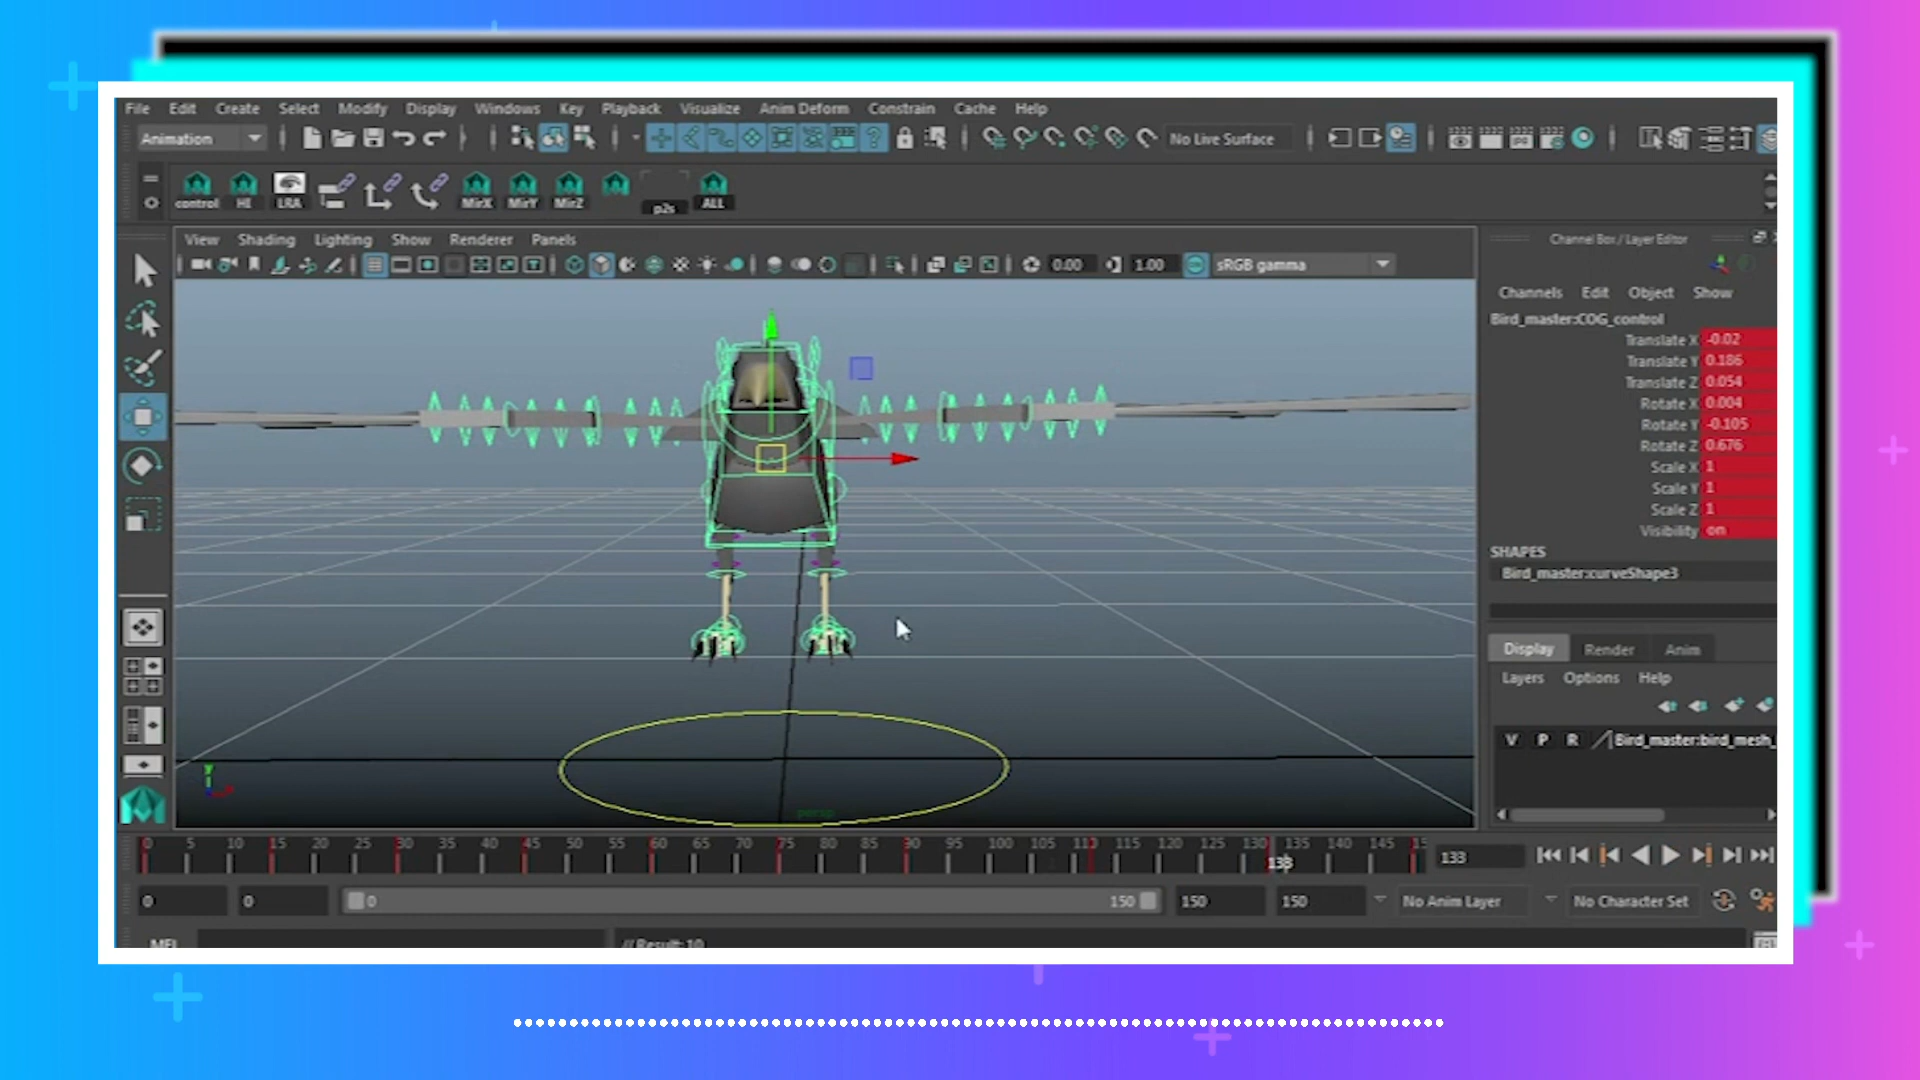 File Edit Create Select Modify Display Windows Key Playback Visualize Anim Deform Constrain Cache Help
Animation No Live Surface
control HI LRA MirX MirY MirZ p2s ALL
View Shading Lighting Show Renderer Panels
0.00 1.00 sRGB gamma
persp
Channel Box / Layer Editor
Channels Edit Object Show
Bird_master:COG_control
Translate X -0.02
Translate Y 0.186
Translate Z 0.054
Rotate X 0.004
Rotate Y -0.105
Rotate Z 0.676
Scale X 1
Scale Y 1
Scale Z 1
Visibility on
SHAPES
Bird_master:curveShape3
Display Render Anim
Layers Options Help
V P R Bird_master:bird_mesh_
0 5 10 15 20 25 30 35 40 45 50 55 60 65 70 75 80 85 90 95 100 105 110 115 120 125 130 135 140 145 15
133 133
0 0 0 150 150 150 No Anim Layer No Character Set
MEL // Result: 10